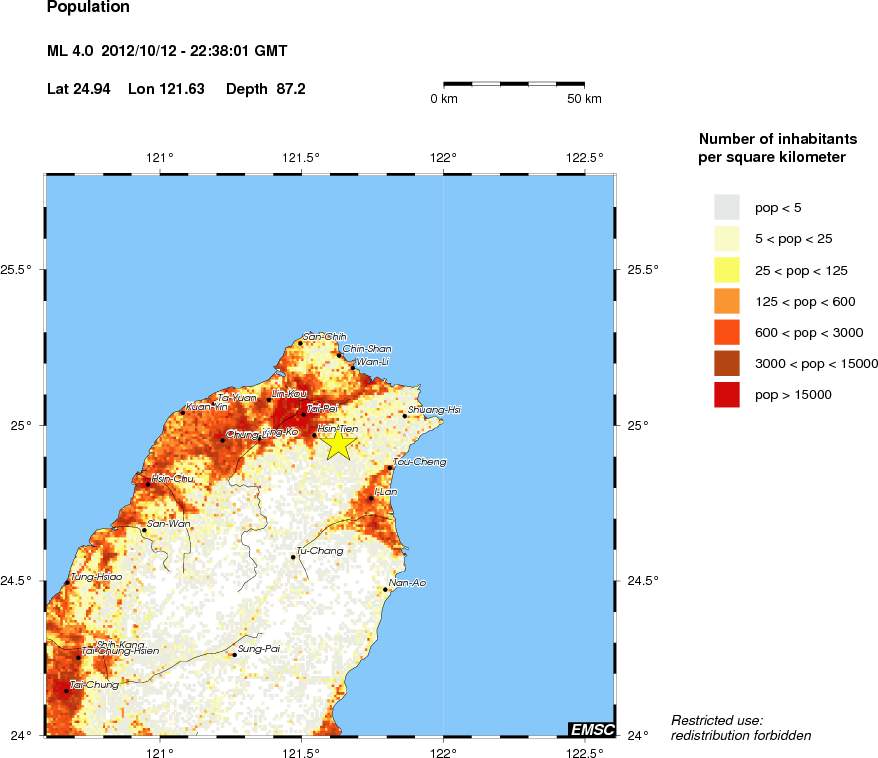 Population
ML 4.0 2012/10/12 - 22:38:01 GMT
Lat 24.94 Lon 121.63 Depth 87.2
0 km 50 km
Number of inhabitants
per square kilometer
121° 121.5° 122° 122.5°
pop < 5
5 < pop < 25
25.5° 25.5°
25 < pop < 125
125 < pop < 600
600 < pop < 3000
San-Chih
Chin-Shan
Wan-Li
3000 < pop < 15000
Lin-Kou
pop > 15000
Ta-Yuan
Kuan-Yin
Tai-Pei
Shuang-Hsi
25° 25°
Hsin-Tien
Tou-Cheng
Hsin-Chu
I-Lan
San-Wan
Tu-Chang
Tung-Hsiao
24.5° 24.5°
Nan-Ao
Shih-Kang
Sung-Pai
Tai-Chung-Hsien
Tai-Chung
Restricted use:
EMSC
redistribution forbidden
24° 24°
121° 121.5° 122° 122.5°